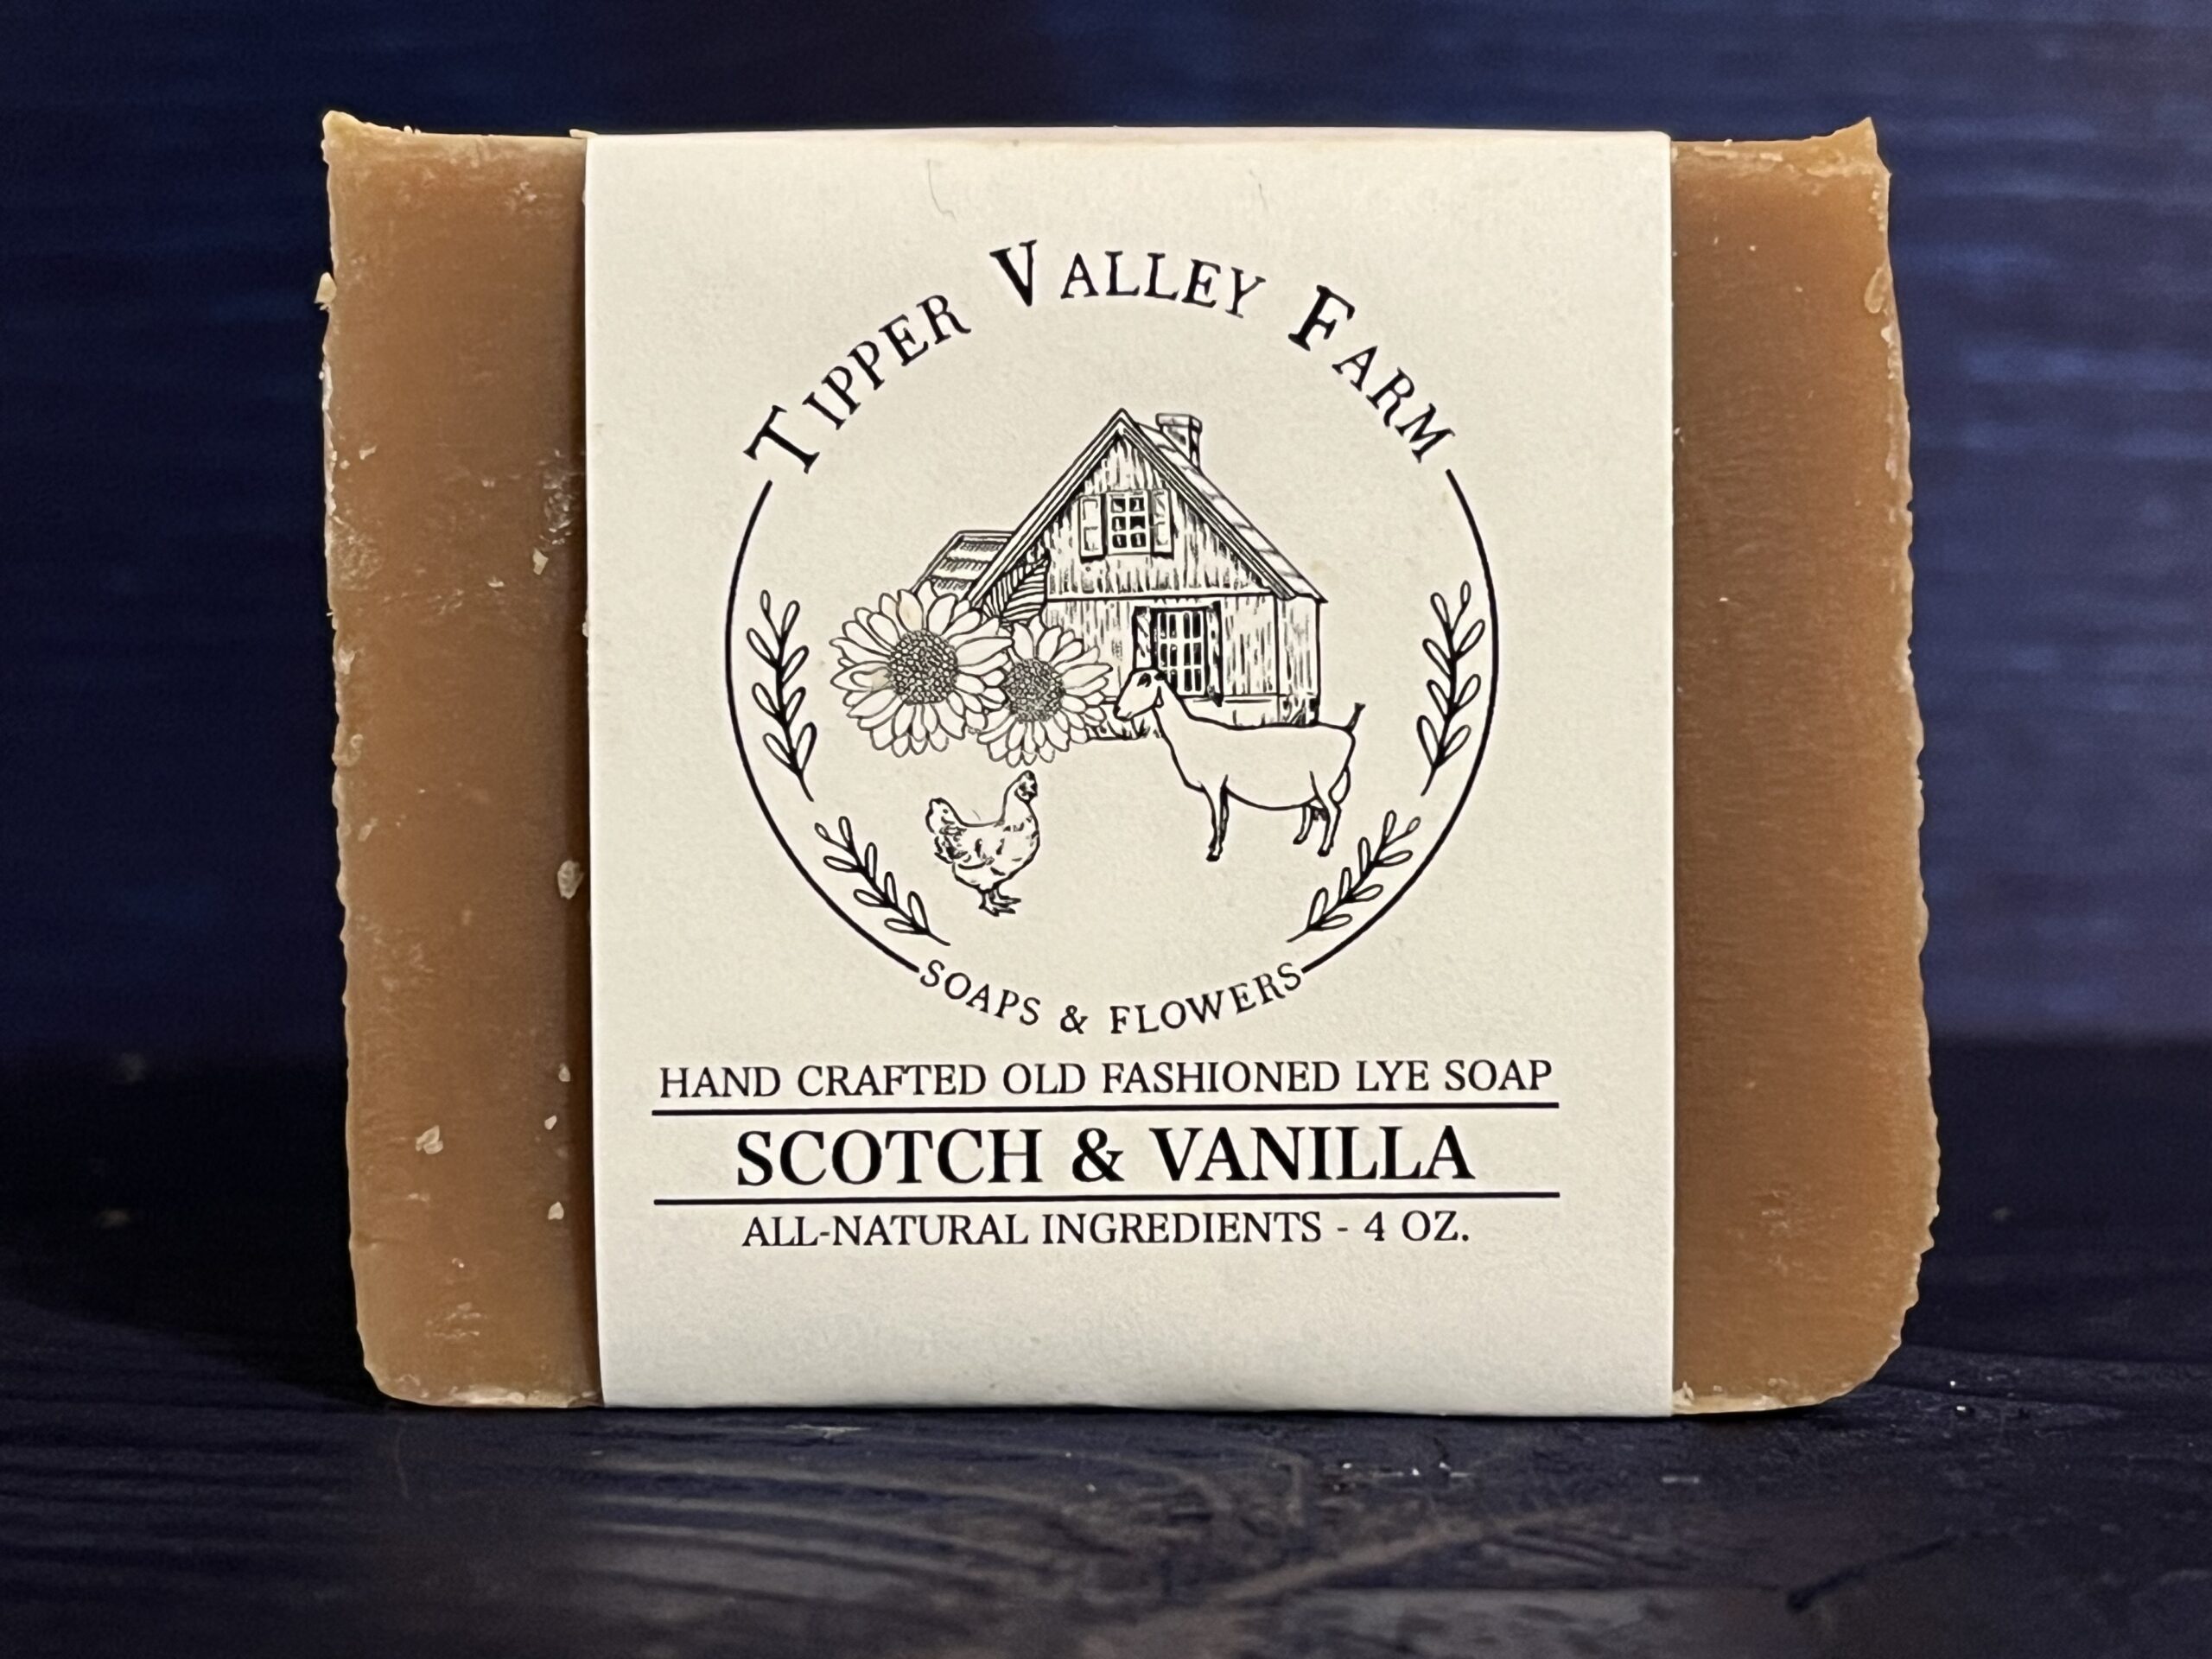 TIPPER VALLEY FARM
SOAPS & FLOWERS
HAND CRAFTED OLD FASHIONED LYE SOAP
SCOTCH & VANILLA
ALL-NATURAL INGREDIENTS - 4 OZ.